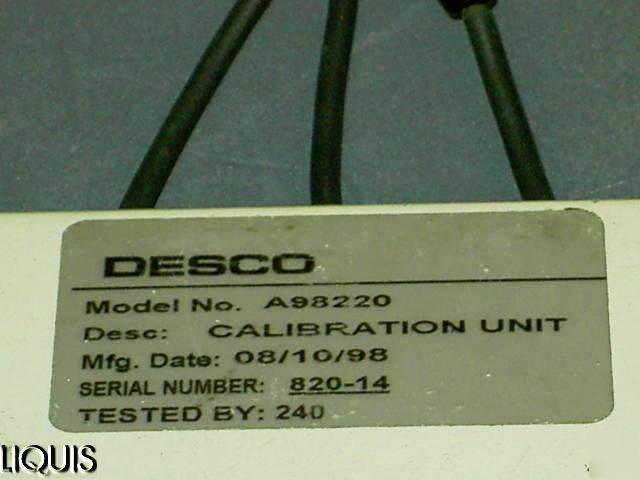 DESCO
Model No. A98220
Desc: CALIBRATION UNIT
Mfg. Date: 08/10/98
SERIAL NUMBER: 820-14
TESTED BY: 240
LIQUIS